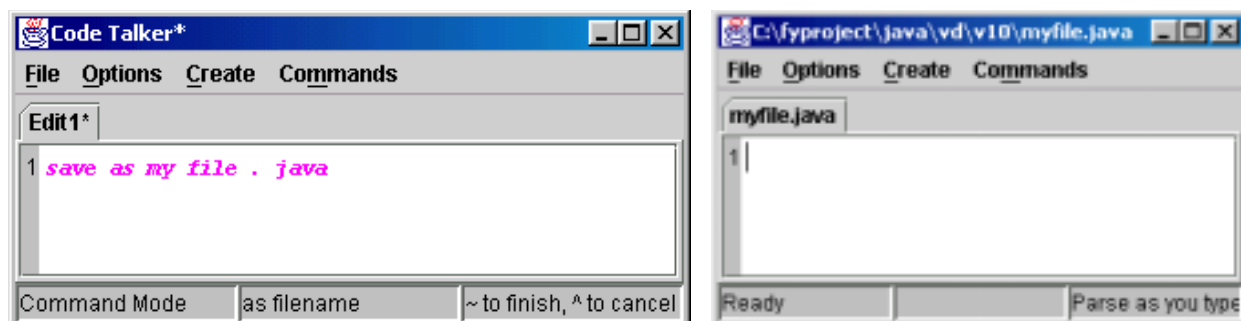 Code Talker*
File Options Create Commands
Edit1*
1 save as my file . java
Command Mode as filename ~ to finish, ^ to cancel
C:\fyproject\java\vd\v10\myfile.java
File Options Create Commands
myfile.java
1
Ready Parse as you type